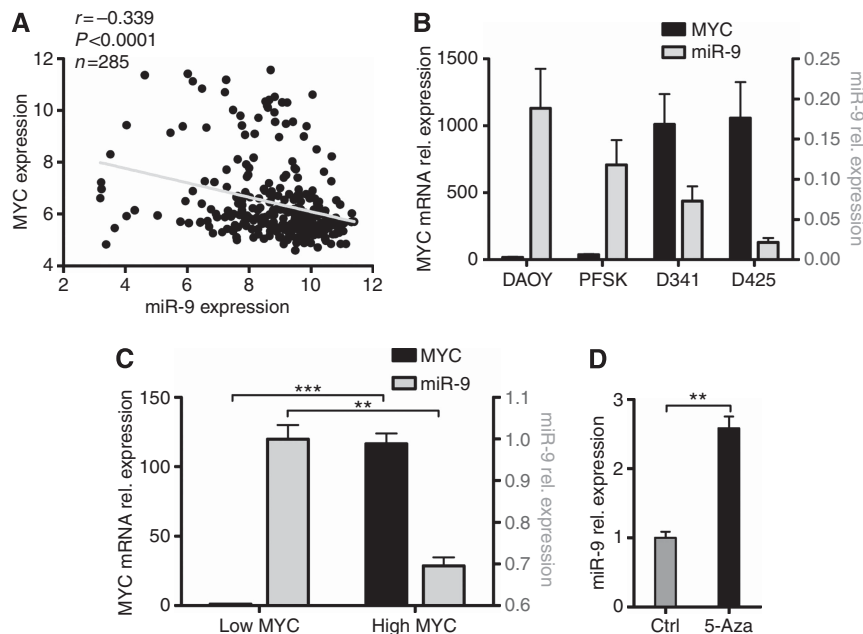 A
r=–0.339
P<0.0001
n=285
MYC expression
12
10
8
6
4
2 4 6 8 10 12
miR-9 expression
B
MYC
miR-9
MYC mRNA rel. expression
1500
1000
500
0
0.25
0.20
0.15
0.10
0.05
0.00
miR-9 rel. expression
DAOY PFSK D341 D425
C
MYC
miR-9
MYC mRNA rel. expression
150
100
50
0
***
**
1.1
1.0
0.9
0.8
0.7
0.6
miR-9 rel. expression
Low MYC High MYC
D
miR-9 rel. expression
3
2
1
0
**
Ctrl 5-Aza